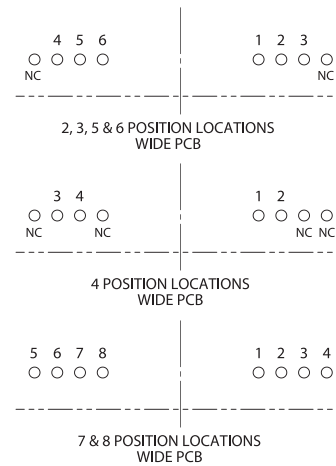 4 5 6 1 2 3
NC NC
2, 3, 5 & 6 POSITION LOCATIONS
WIDE PCB
3 4 1 2
NC NC NC NC
4 POSITION LOCATIONS
WIDE PCB
5 6 7 8 1 2 3 4
7 & 8 POSITION LOCATIONS
WIDE PCB